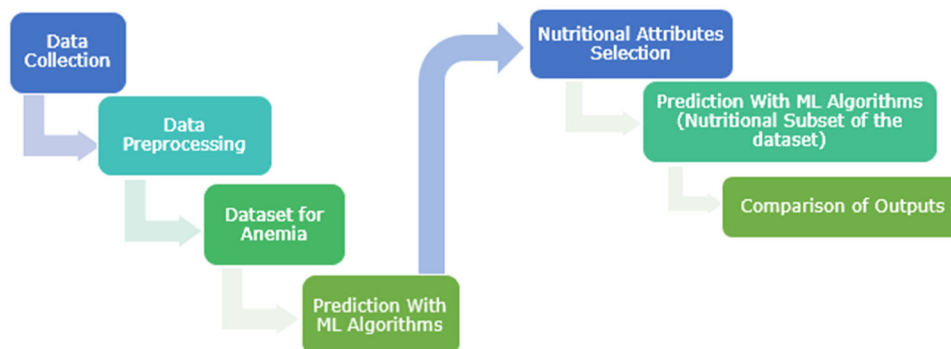 Data
Collection
Data
Preprocessing
Dataset for
Anemia
Prediction With
ML Algorithms
Nutritional Attributes
Selection
Prediction With ML Algorithms
(Nutritional Subset of the
dataset)
Comparison of Outputs